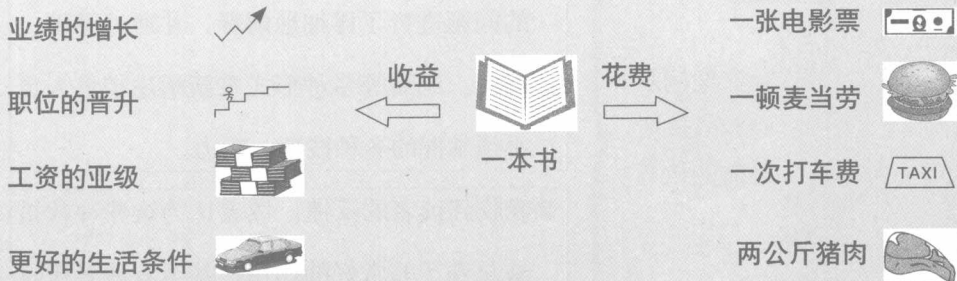 业绩的增长
职位的晋升
工资的亚级
更好的生活条件
收益
一本书
花费
一张电影票
一顿麦当劳
一次打车费
TAXI
两公斤猪肉